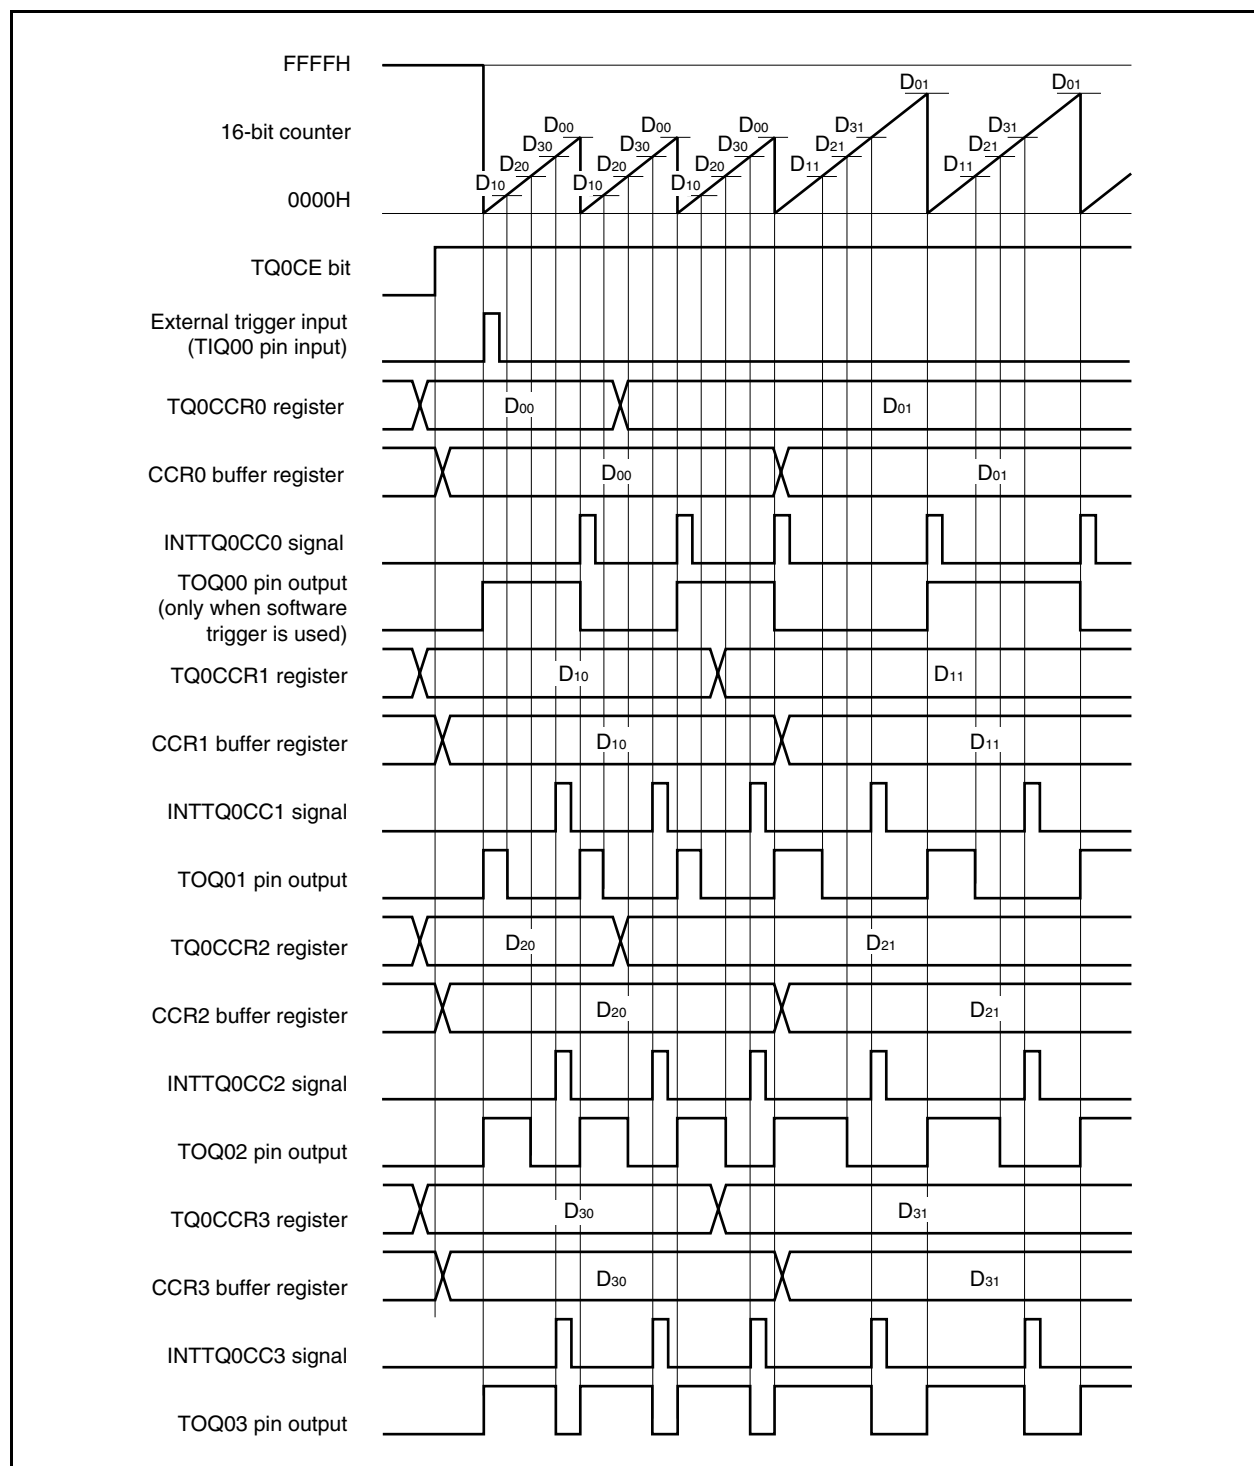 FFFFH
16-bit counter
0000H
D01 D01
D00 D00 D00 D31 D31
D30 D30 D30 D21 D21
D20 D20 D20 D11 D11
D10 D10 D10
TQ0CE bit
External trigger input
(TIQ00 pin input)
TQ0CCR0 register D00 D01
CCR0 buffer register D00 D01
INTTQ0CC0 signal
TOQ00 pin output
(only when software
trigger is used)
TQ0CCR1 register D10 D11
CCR1 buffer register D10 D11
INTTQ0CC1 signal
TOQ01 pin output
TQ0CCR2 register D20 D21
CCR2 buffer register D20 D21
INTTQ0CC2 signal
TOQ02 pin output
TQ0CCR3 register D30 D31
CCR3 buffer register D30 D31
INTTQ0CC3 signal
TOQ03 pin output